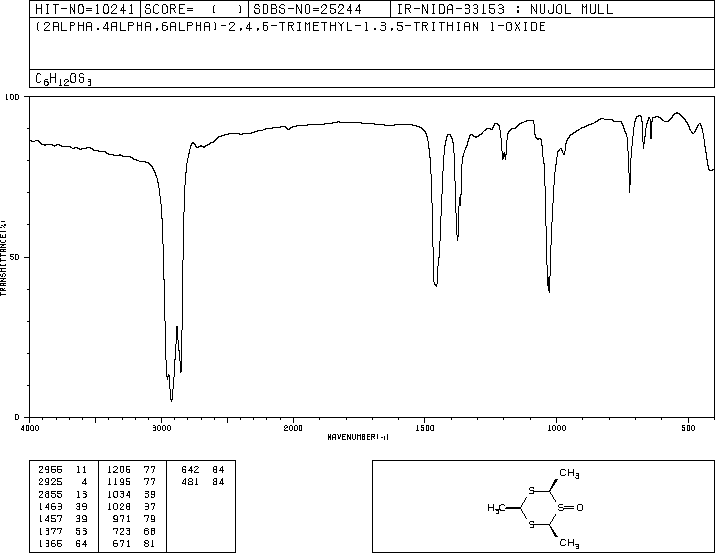 HIT-NO=10241 SCORE= ( ) SDBS-NO=25244 IR-NIDA-33153 : NUJOL MULL
(2ALPHA,4ALPHA,6ALPHA)-2,4,6-TRIMETHYL-1,3,5-TRITHIAN 1-OXIDE
C6H12OS3
100
50
0
TRANSMITTANCE(%)
4000 3000 2000 1500 1000 500
WAVENUMBER(-1)
2966 11 1206 77 642 84
2925 4 1195 77 481 84
2855 13 1034 39
1463 39 1028 37
1457 39 971 79
1377 53 723 68
1366 64 671 81
CH3
S
H3C S=O
S
CH3